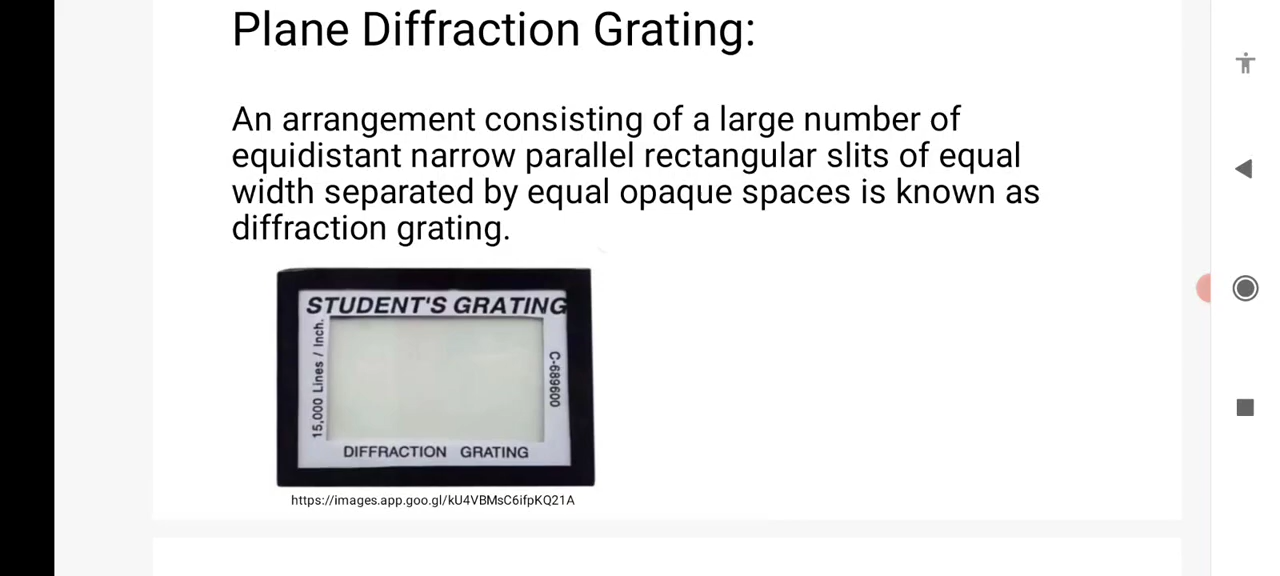 Plane Diffraction Grating:
An arrangement consisting of a large number of
equidistant narrow parallel rectangular slits of equal
width separated by equal opaque spaces is known as
diffraction grating.
STUDENT'S GRATING
15,000 Lines / Inch.
C-689600
DIFFRACTION GRATING
https://images.app.goo.gl/kU4VBMsC6ifpKQ21A